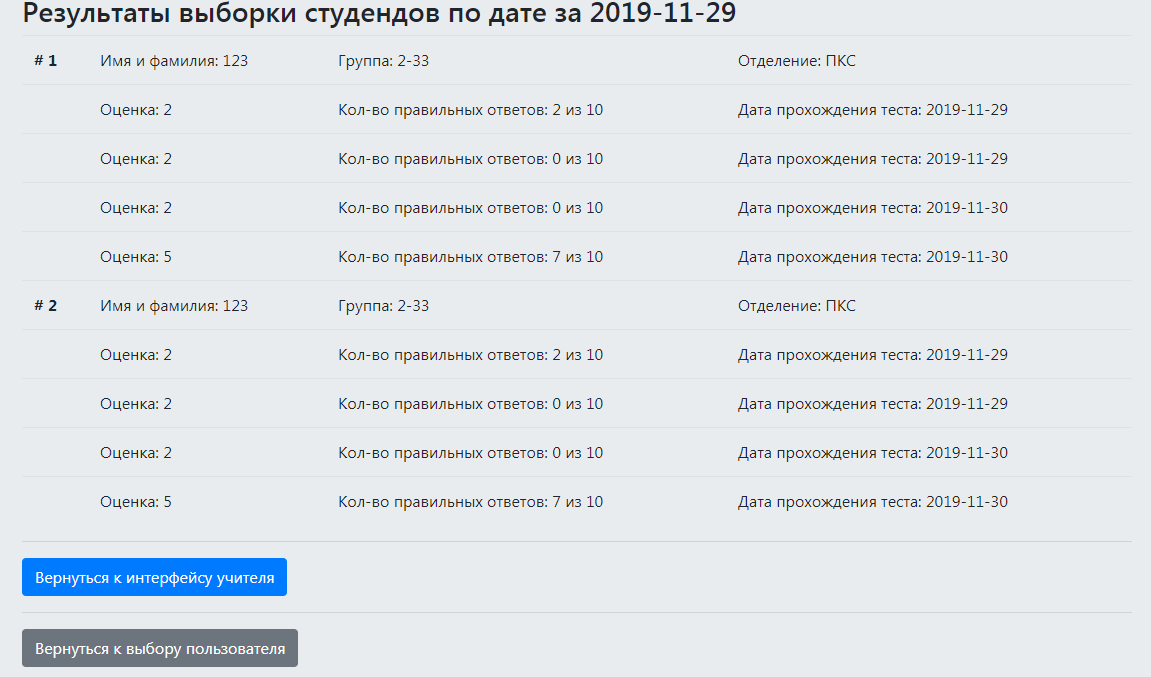 Результаты выборки студендов по дате за 2019-11-29
# 1 Имя и фамилия: 123 Группа: 2-33 Отделение: ПКС
Оценка: 2 Кол-во правильных ответов: 2 из 10 Дата прохождения теста: 2019-11-29
Оценка: 2 Кол-во правильных ответов: 0 из 10 Дата прохождения теста: 2019-11-29
Оценка: 2 Кол-во правильных ответов: 0 из 10 Дата прохождения теста: 2019-11-30
Оценка: 5 Кол-во правильных ответов: 7 из 10 Дата прохождения теста: 2019-11-30
# 2 Имя и фамилия: 123 Группа: 2-33 Отделение: ПКС
Оценка: 2 Кол-во правильных ответов: 2 из 10 Дата прохождения теста: 2019-11-29
Оценка: 2 Кол-во правильных ответов: 0 из 10 Дата прохождения теста: 2019-11-29
Оценка: 2 Кол-во правильных ответов: 0 из 10 Дата прохождения теста: 2019-11-30
Оценка: 5 Кол-во правильных ответов: 7 из 10 Дата прохождения теста: 2019-11-30
Вернуться к интерфейсу учителя
Вернуться к выбору пользователя